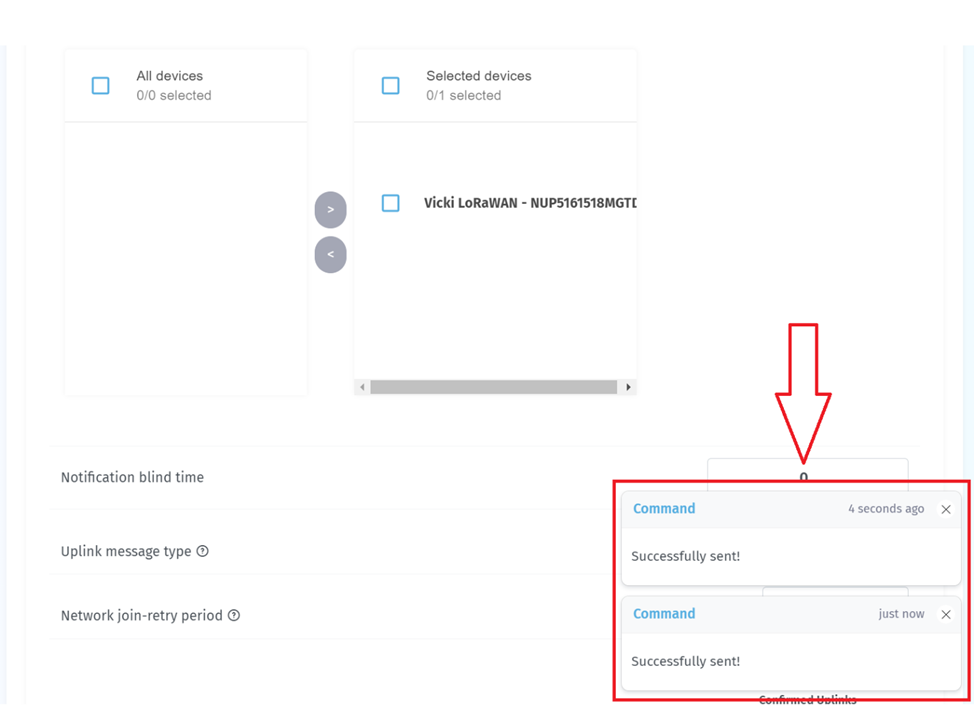 All devices
0/0 selected
Selected devices
0/1 selected
>
Vicki LoRaWAN - NUP5161518MGTD
<
Notification blind time
0
Command 4 seconds ago
Successfully sent!
Uplink message type
Command just now
Successfully sent!
Network join-retry period
Confirmed Uplinks